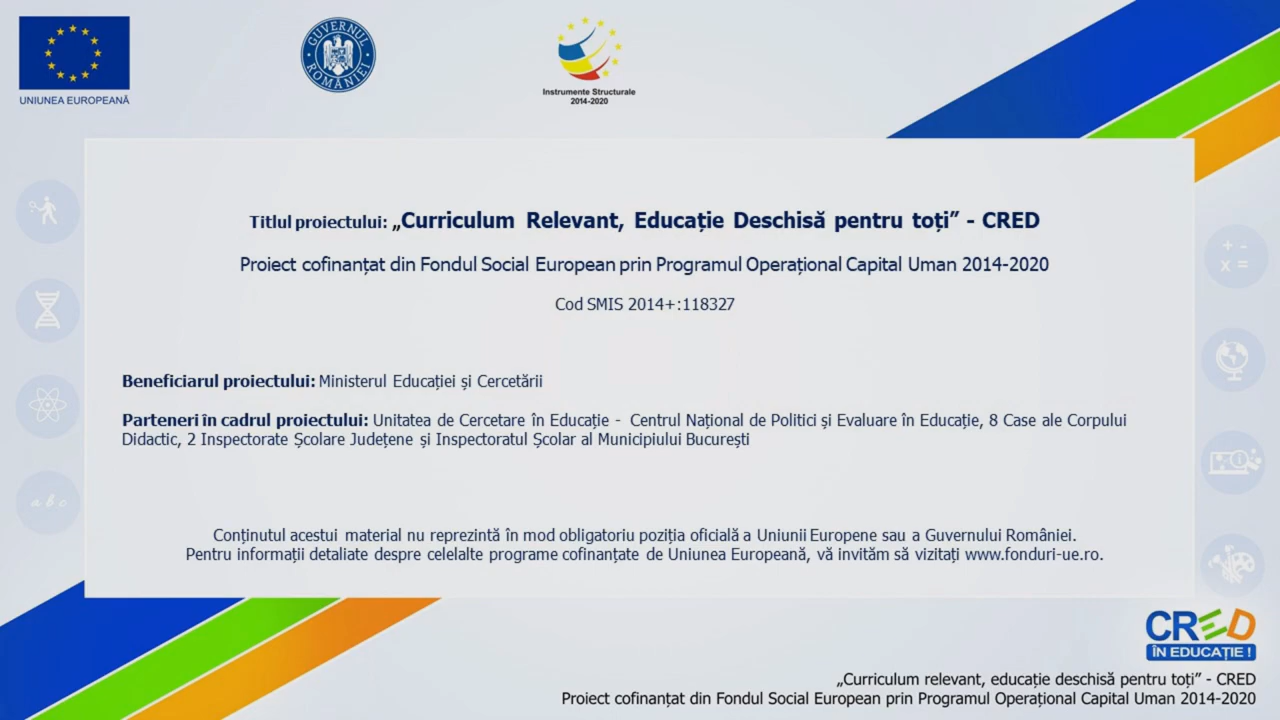 UNIUNEA EUROPEANĂ
GUVERNUL ROMÂNIEI
Instrumente Structurale
2014-2020
Titlul proiectului: „Curriculum Relevant, Educație Deschisă pentru toți” - CRED
Proiect cofinanțat din Fondul Social European prin Programul Operațional Capital Uman 2014-2020
Cod SMIS 2014+:118327
Beneficiarul proiectului: Ministerul Educației și Cercetării
Parteneri în cadrul proiectului: Unitatea de Cercetare în Educație - Centrul Național de Politici și Evaluare în Educație, 8 Case ale Corpului
Didactic, 2 Inspectorate Școlare Județene și Inspectoratul Școlar al Municipiului București
Conținutul acestui material nu reprezintă în mod obligatoriu poziția oficială a Uniunii Europene sau a Guvernului României.
Pentru informații detaliate despre celelalte programe cofinanțate de Uniunea Europeană, vă invităm să vizitați www.fonduri-ue.ro.
+ -
x =
a b c
CRED
ÎN EDUCAȚIE !
„Curriculum relevant, educație deschisă pentru toți” - CRED
Proiect cofinanțat din Fondul Social European prin Programul Operațional Capital Uman 2014-2020